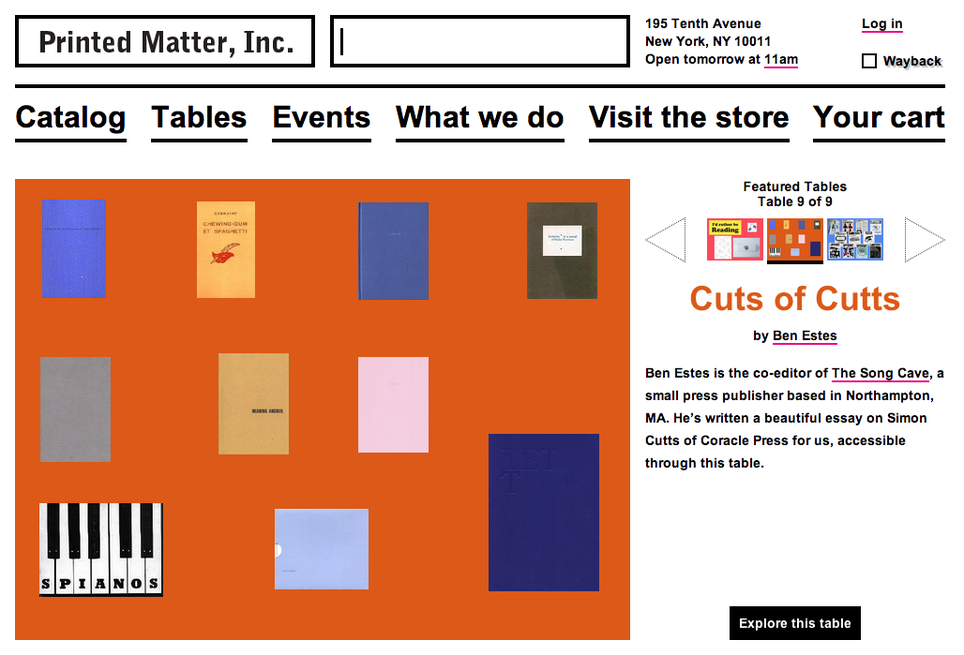 Printed Matter, Inc.
195 Tenth Avenue
New York, NY 10011
Open tomorrow at 11am
Log in
Wayback
Catalog
Tables
Events
What we do
Visit the store
Your cart
CHEWING-GUM
ET SPAGHETTI
READING
YET
T
SPIANOS
Featured Tables
Table 9 of 9
I'd rather be
Reading
Cuts of Cutts
by Ben Estes
Ben Estes is the co-editor of The Song Cave, a
small press publisher based in Northampton,
MA. He’s written a beautiful essay on Simon
Cutts of Coracle Press for us, accessible
through this table.
Explore this table